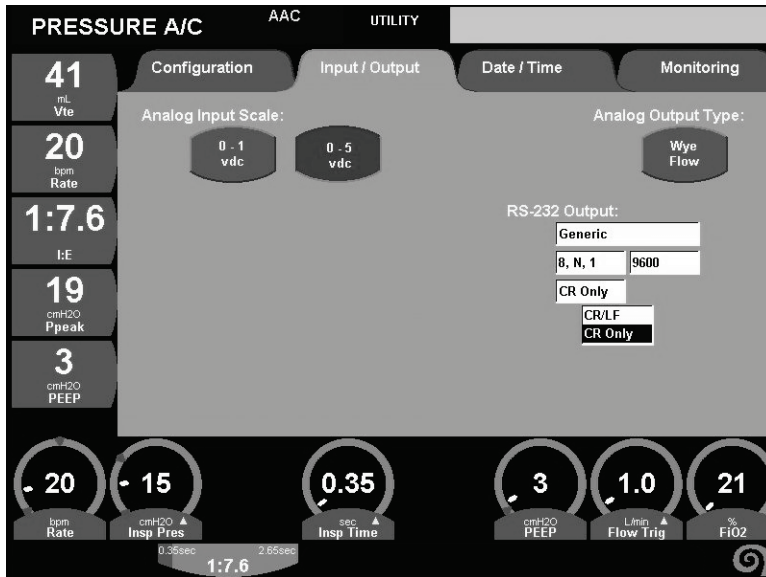 PRESSURE A/C
AAC
UTILITY
Configuration
Input / Output
Date / Time
Monitoring
41
mL
Vte
20
bpm
Rate
1:7.6
I:E
19
cmH2O
Ppeak
3
cmH2O
PEEP
Analog Input Scale:
0 - 1
vdc
0 - 5
vdc
Analog Output Type:
Wye
Flow
RS-232 Output:
Generic
8, N, 1
9600
CR Only
CR/LF
CR Only
20
bpm
Rate
15
cmH2O
Insp Pres
0.35
sec
Insp Time
3
cmH2O
PEEP
1.0
L/min
Flow Trig
21
%
FiO2
0.35sec
2.65sec
1:7.6